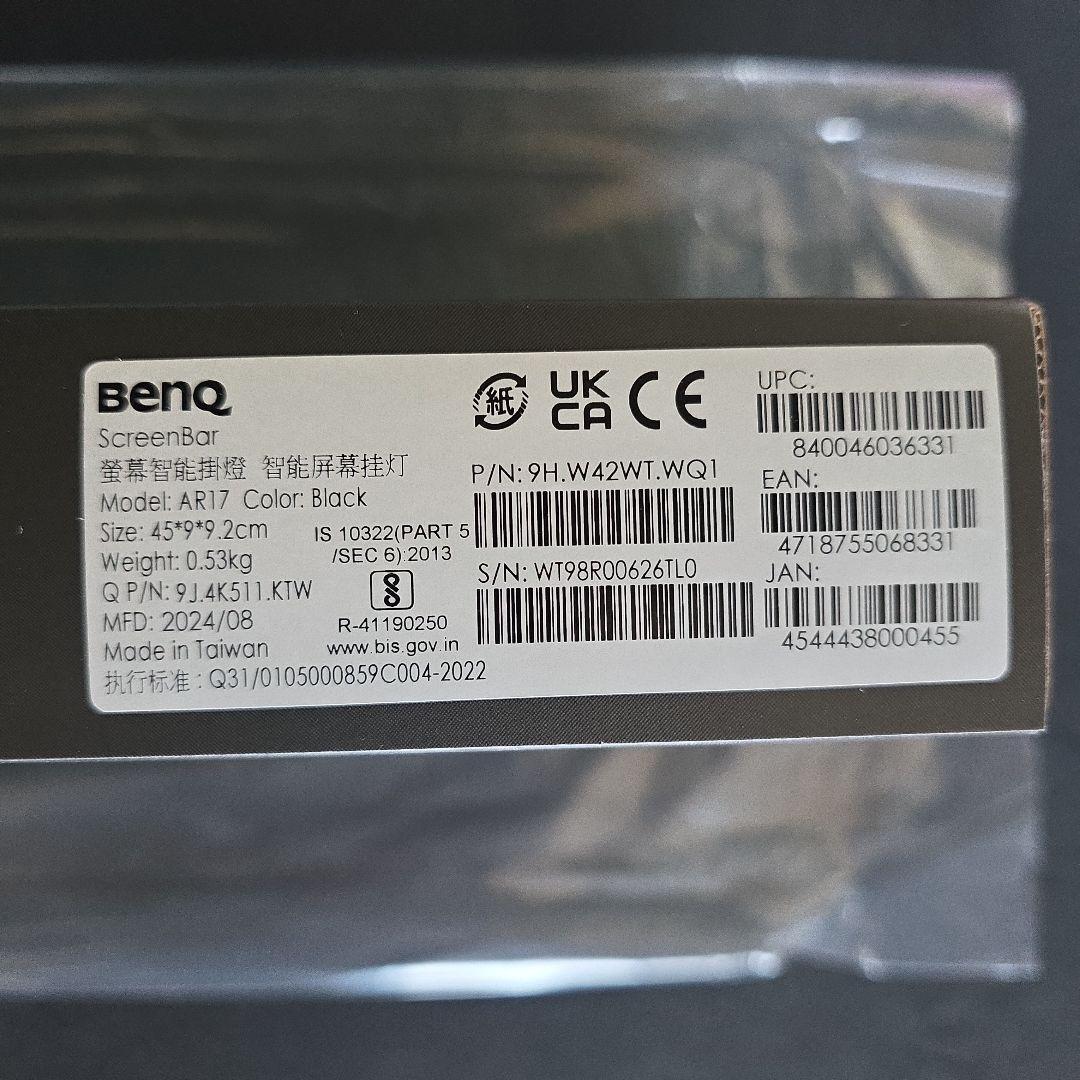 BenQ
ScreenBar
螢幕智能掛燈 智能屏幕挂灯
Model: AR17 Color: Black
Size: 45*9*9.2cm
Weight: 0.53kg
Q P/N: 9J.4K511.KTW
MFD: 2024/08
Made in Taiwan
执行标准 : Q31/0105000859C004-2022
IS 10322(PART 5
/SEC 6):2013
R-41190250
www.bis.gov.in
紙
UK
CA
CE
P/N: 9H.W42WT.WQ1
S/N: WT98R00626TL0
UPC:
840046036331
EAN:
4718755068331
JAN:
4544438000455